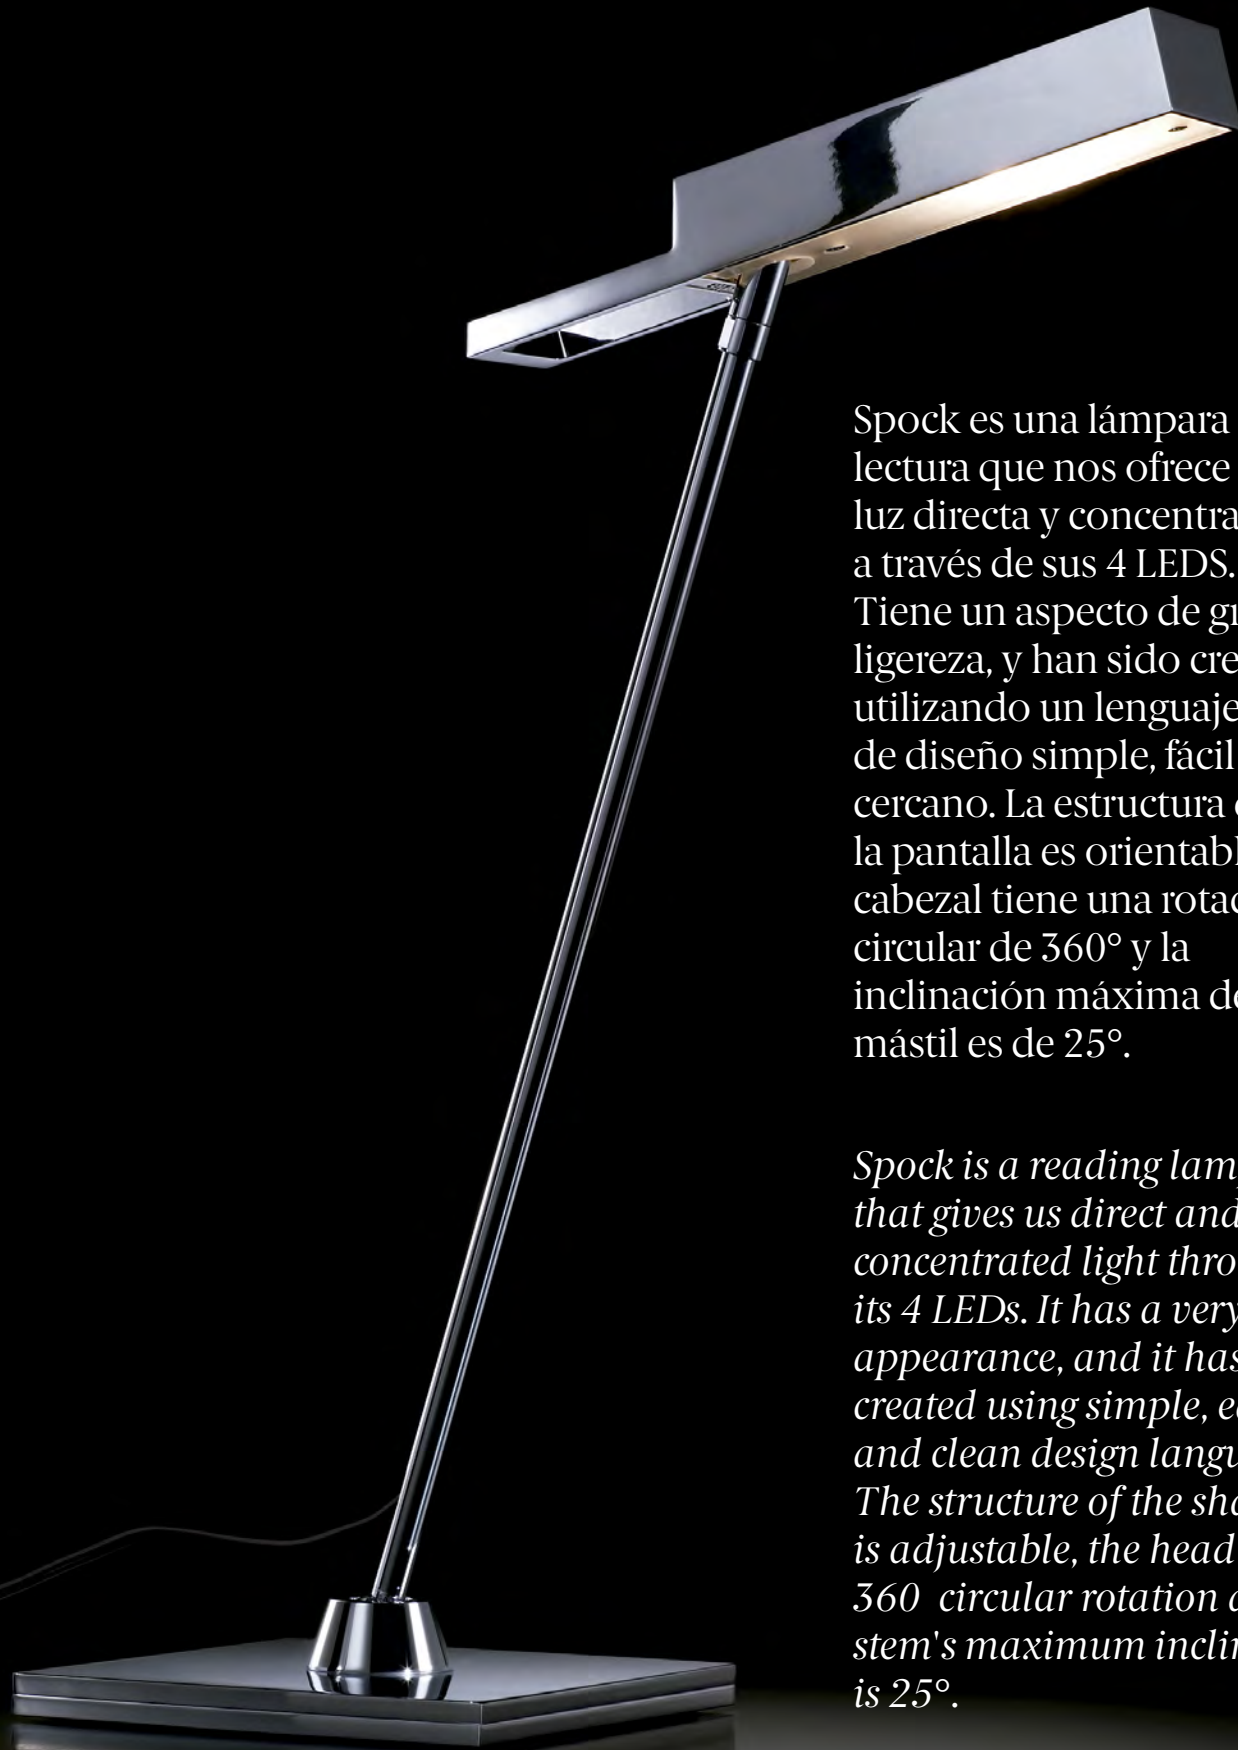 Spock es una lámpara
lectura que nos ofrece
luz directa y concentra
a través de sus 4 LEDS.
Tiene un aspecto de gr
ligereza, y han sido cre
utilizando un lenguaje
de diseño simple, fácil
cercano. La estructura
la pantalla es orientabl
cabezal tiene una rotac
circular de 360° y la
inclinación máxima de
mástil es de 25°.
Spock is a reading lam
that gives us direct and
concentrated light thro
its 4 LEDs. It has a very
appearance, and it has
created using simple, e
and clean design langu
The structure of the sha
is adjustable, the head
360 circular rotation a
stem's maximum inclin
is 25°.